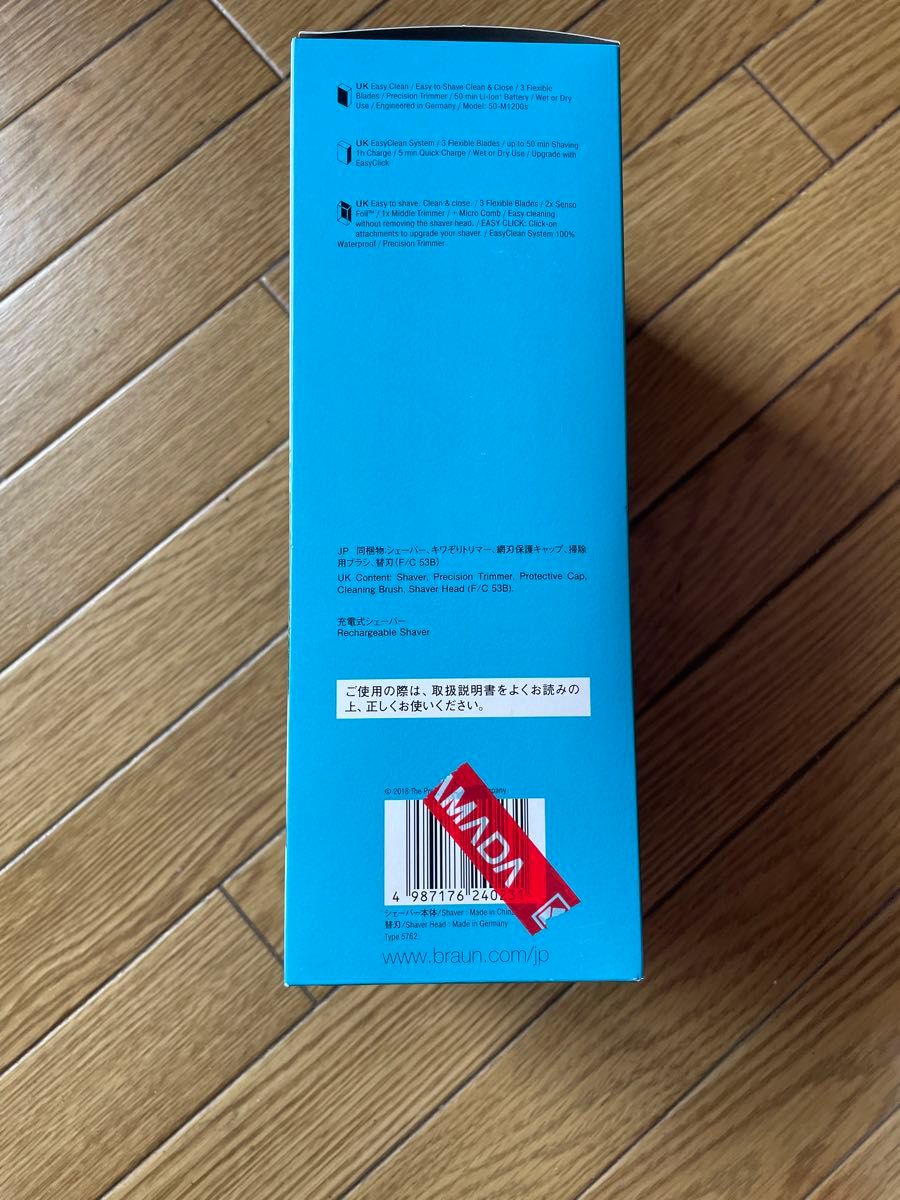 UK Easy Clean / Easy to Shave Clean & Close / 3 Flexible
Blades / Precision Trimmer / 50 min Li-Ion† Battery / Wet or Dry
Use / Engineered in Germany / Model: 50-M1200s
UK EasyClean System / 3 Flexible Blades / up to 50 min Shaving
1h Charge / 5 min Quick Charge / Wet or Dry Use / Upgrade with
EasyClick
UK Easy to shave. Clean & close. / 3 Flexible Blades / 2x Senso
Foil™ / 1x Middle Trimmer / + Micro Comb / Easy cleaning
without removing the shaver head. / EASY CLICK: Click-on
attachments to upgrade your shaver. / EasyClean System 100%
Waterproof / Precision Trimmer
JP 同梱物:シェーバー、キワぞりトリマー、網刃保護キャップ、掃除
用ブラシ、替刃(F/C 53B)
UK Content: Shaver, Precision Trimmer, Protective Cap,
Cleaning Brush, Shaver Head (F/C 53B).
充電式シェーバー
Rechargeable Shaver
ご使用の際は、取扱説明書をよくお読みの
上、正しくお使いください。
© 2018 The
AMADA
4 987176
シェーバー本体/Shaver : Made in China
替刃/Shaver Head : Made in Germany
Type 5762
www.braun.com/jp